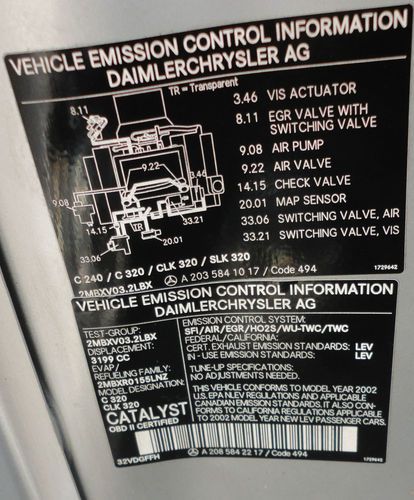 VEHICLE EMISSION CONTROL INFORMATION
DAIMLERCHRYSLER AG
TR = Transparent
8.11
9.22
3.46
9.08
14.15
TR
33.21
20.01
33.06
3.46 VIS ACTUATOR
8.11 EGR VALVE WITH
SWITCHING VALVE
9.08 AIR PUMP
9.22 AIR VALVE
14.15 CHECK VALVE
20.01 MAP SENSOR
33.06 SWITCHING VALVE, AIR
33.21 SWITCHING VALVE, VIS
C 240 / C 320 / CLK 320 / SLK 320
2MBXV03.2LBX
A 203 584 10 17 / Code 494
1729642
VEHICLE EMISSION CONTROL INFORMATION
DAIMLERCHRYSLER AG
TEST-GROUP:
2MBXV03.2LBX
DISPLACEMENT:
3199 CC
EVAP/
REFUELING FAMILY:
2MBXR0155LNZ
MODEL DESIGNATION:
C 320
CLK 320
CATALYST
OBD II CERTIFIED
EMISSION CONTROL SYSTEM:
SFI/AIR/EGR/HO2S/WU-TWC/TWC
FEDERAL/CALIFORNIA:
CERT. EXHAUST EMISSION STANDARDS: LEV
IN - USE EMISSION STANDARDS: LEV
TUNE-UP SPECIFICATIONS:
NO ADJUSTMENTS NEEDED.
THIS VEHICLE CONFORMS TO MODEL YEAR 2002
U.S. EPA NLEV REGULATIONS AND APPLICABLE
CANADIAN EMISSION STANDARDS. ALSO CON-
FORMS TO CALIFORNIA REGULATIONS APPLICABLE
TO 2002 MODEL YEAR NEW LEV PASSENGER CARS.
32VDGFFH
A 208 584 22 17 / Code 494